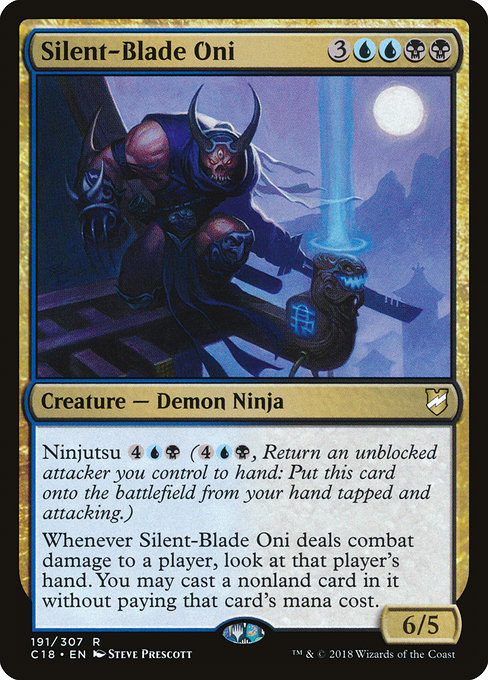 Silent-Blade Oni 3
Creature — Demon Ninja
Ninjutsu 4 (4, Return an unblocked
attacker you control to hand: Put this card
onto the battlefield from your hand tapped and
attacking.)
Whenever Silent-Blade Oni deals combat
damage to a player, look at that player's
hand. You may cast a nonland card in it
without paying that card's mana cost.
6/5
191/307 R
C18 • EN Steve Prescott
™ & © 2018 Wizards of the Coast